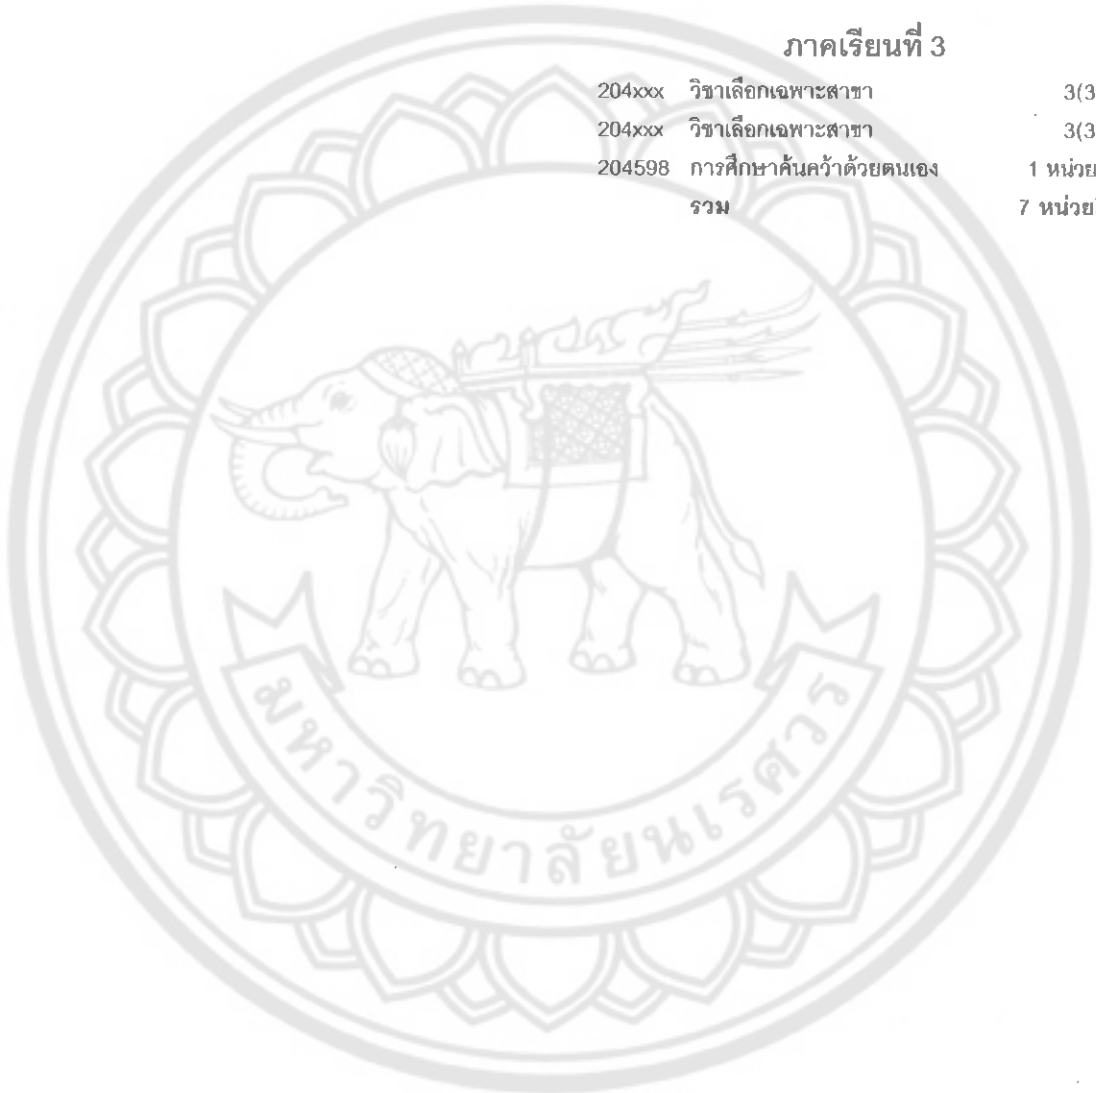 ภาคเรียนที่ 3
204xxx วิชาเลือกเฉพาะสาขา 3(3
204xxx วิชาเลือกเฉพาะสาขา 3(3
204598 การศึกษาค้นคว้าด้วยตนเอง 1 หน่วย
รวม 7 หน่วย
มหาวิทยาลัยนเรศวร